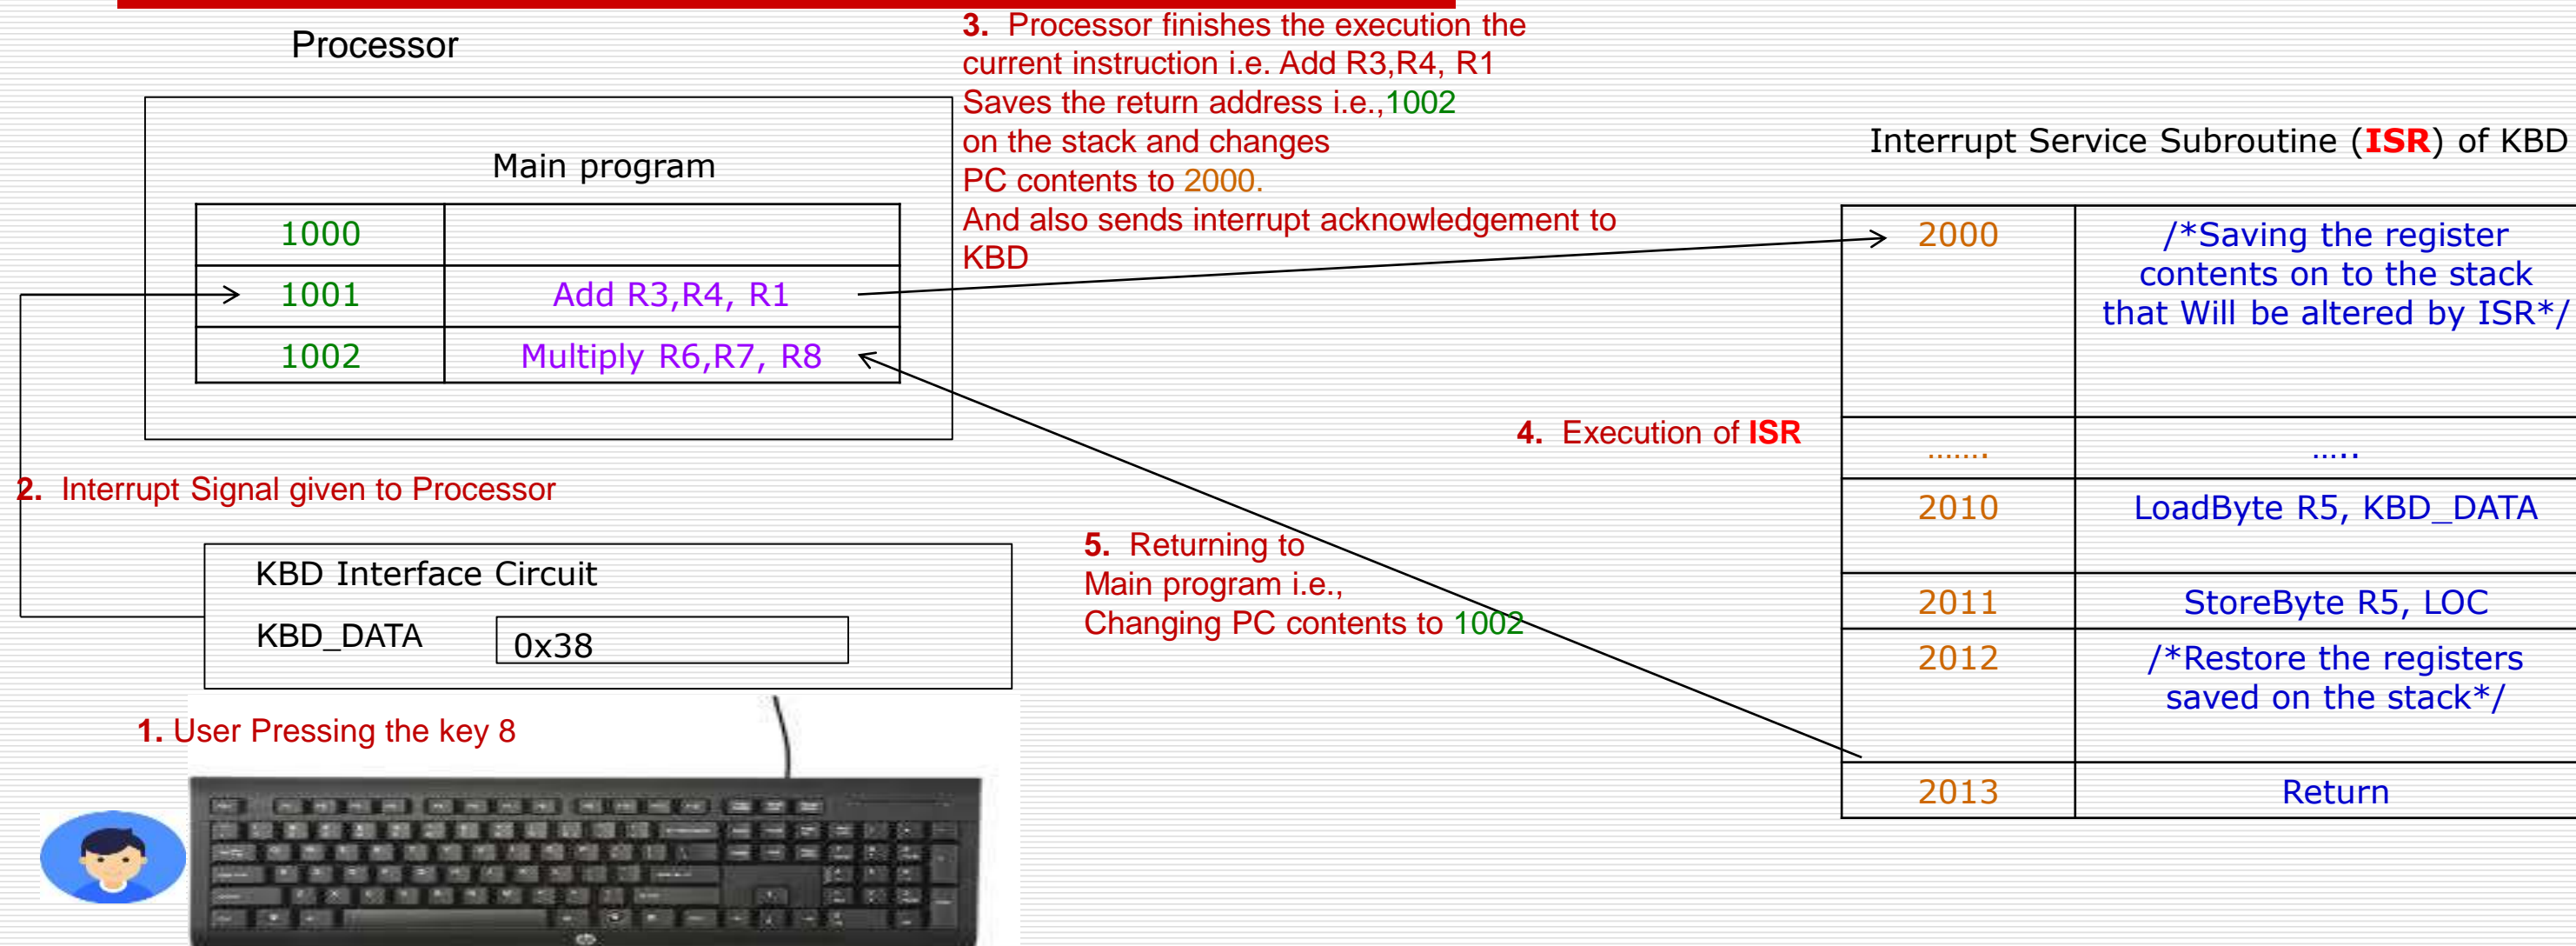 Processor
3. Processor finishes the execution the
current instruction i.e. Add R3,R4, R1
Saves the return address i.e.,1002
on the stack and changes
PC contents to 2000.
And also sends interrupt acknowledgement to
KBD
Main program
1000
1001 Add R3,R4, R1
1002 Multiply R6,R7, R8
Interrupt Service Subroutine (ISR) of KBD
2000 /*Saving the register
contents on to the stack
that Will be altered by ISR*/
……. …..
2010 LoadByte R5, KBD_DATA
2011 StoreByte R5, LOC
2012 /*Restore the registers
saved on the stack*/
2013 Return
4. Execution of ISR
2. Interrupt Signal given to Processor
5. Returning to
Main program i.e.,
Changing PC contents to 1002
KBD Interface Circuit
KBD_DATA 0x38
1. User Pressing the key 8
hp